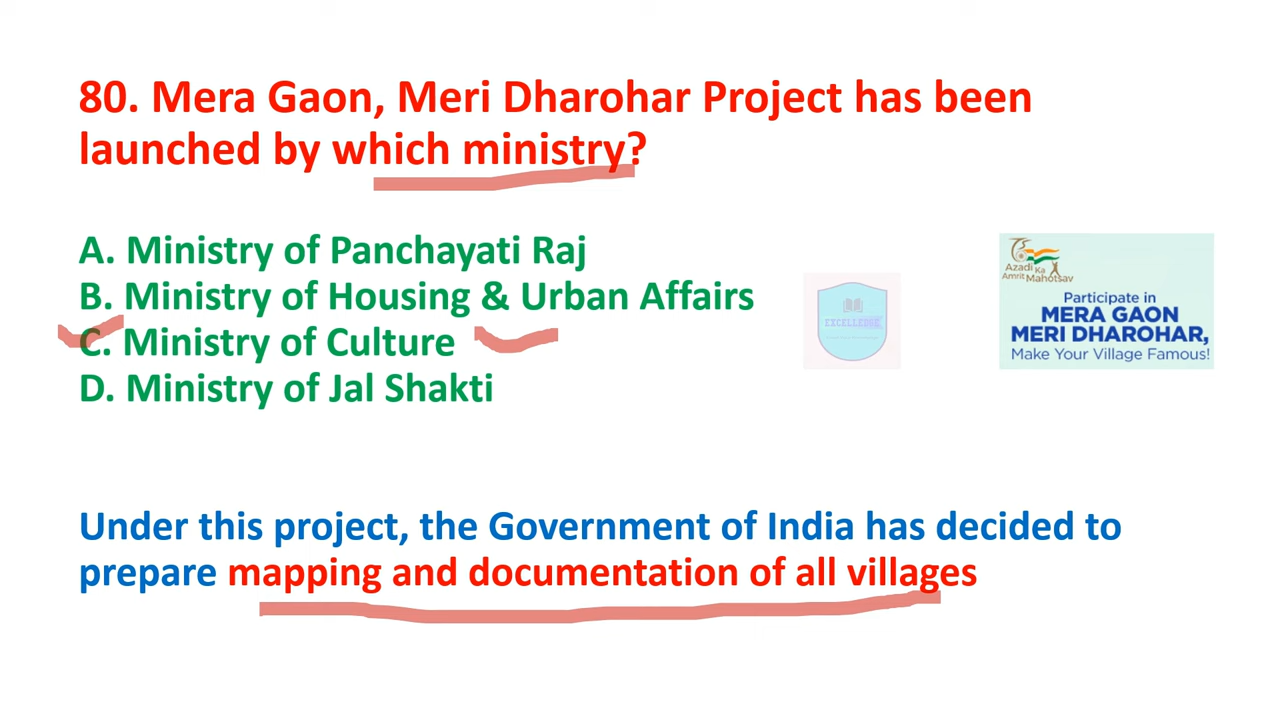 80. Mera Gaon, Meri Dharohar Project has been
launched by which ministry?
A. Ministry of Panchayati Raj
B. Ministry of Housing & Urban Affairs
C. Ministry of Culture
D. Ministry of Jal Shakti
EXCELLEDGE
Azadi Ka
Amrit Mahotsav
Participate in
MERA GAON
MERI DHAROHAR,
Make Your Village Famous!
Under this project, the Government of India has decided to
prepare mapping and documentation of all villages